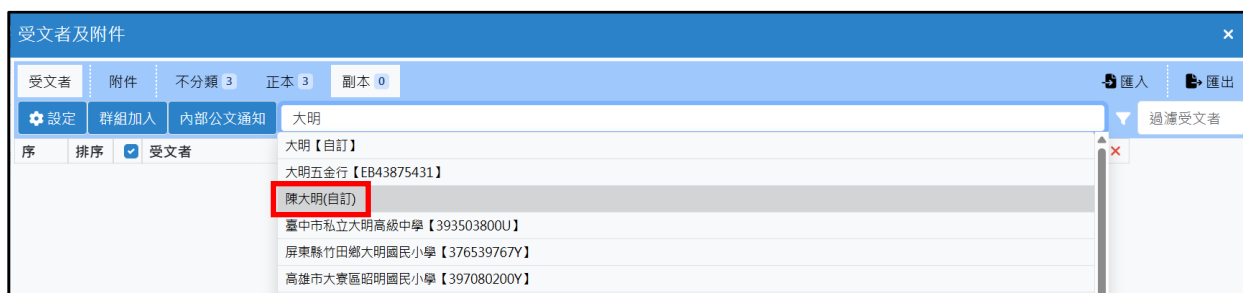 受文者及附件 ×
受文者 附件 不分類 3 正本 3 副本 0 匯入 匯出
設定 群組加入 內部公文通知 大明 過濾受文者
序 排序 受文者 ×
大明【自訂】
大明五金行【EB43875431】
陳大明(自訂)
臺中市私立大明高級中學【393503800U】
屏東縣竹田鄉大明國民小學【376539767Y】
高雄市大寮區昭明國民小學【397080200Y】